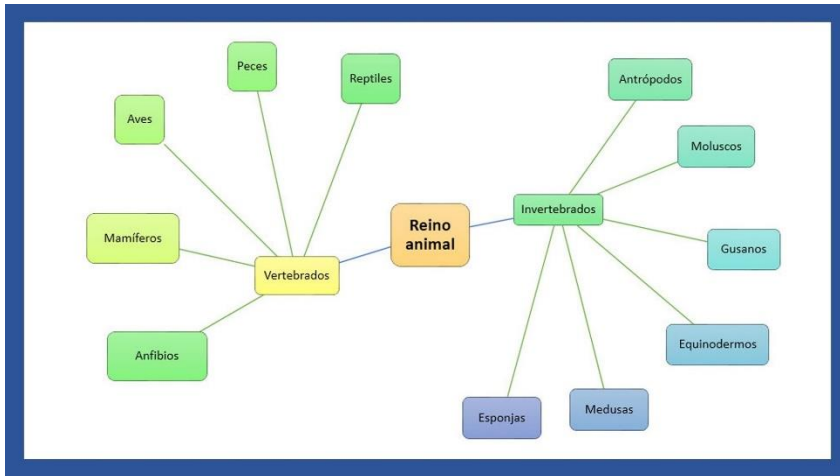 Peces
Reptiles
Aves
Mamíferos
Vertebrados
Anfibios
Reino
animal
Antrópodos
Moluscos
Invertebrados
Gusanos
Equinodermos
Medusas
Esponjas